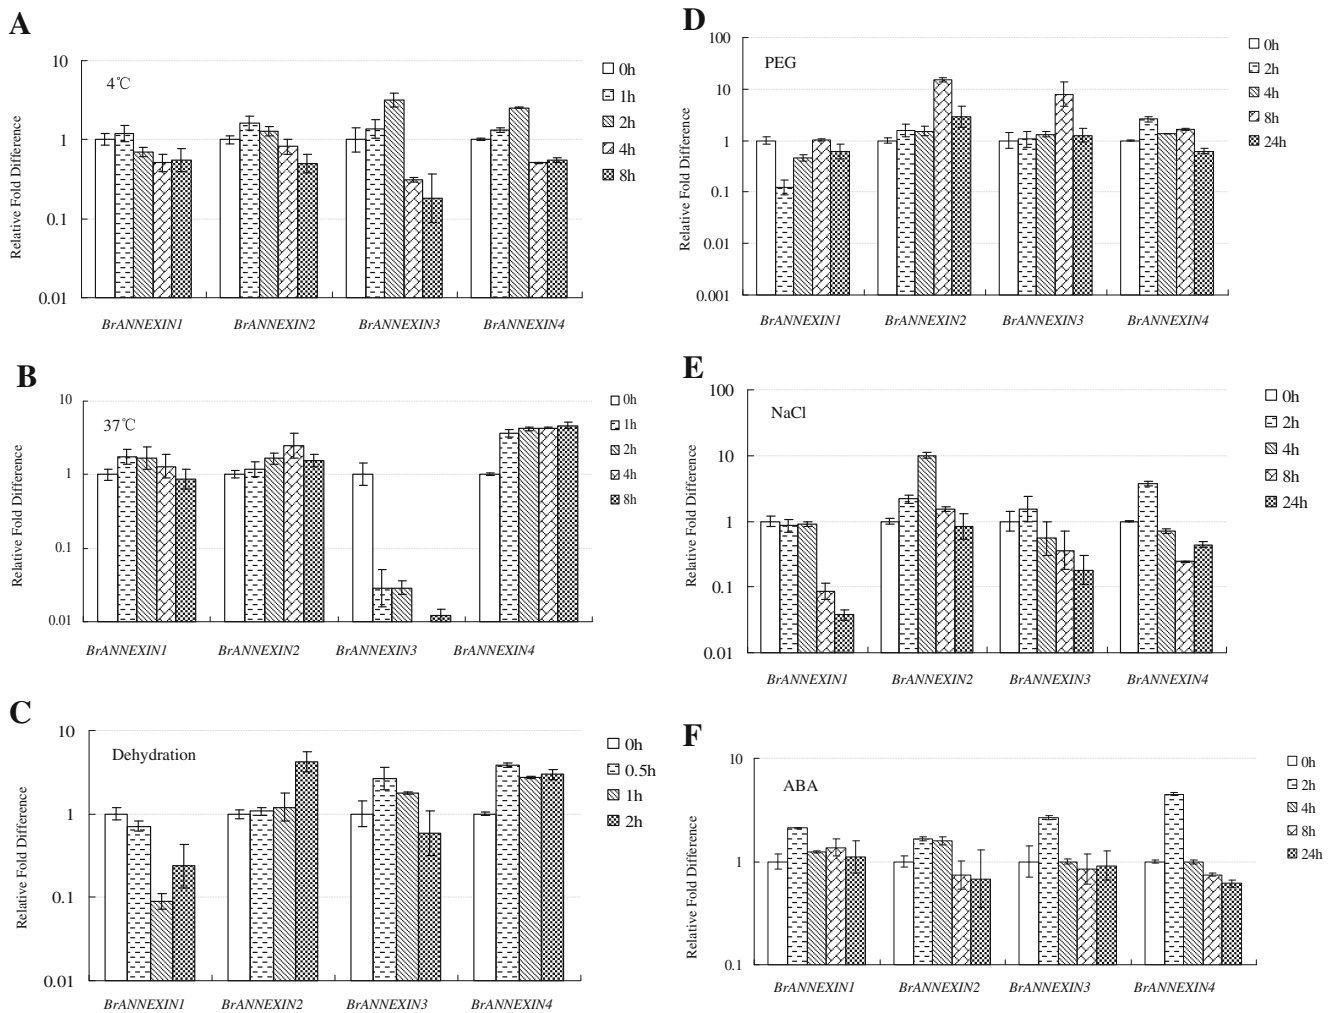 A
4℃
Relative Fold Difference
10
1
0.1
0.01
BrANNEXIN1 BrANNEXIN2 BrANNEXIN3 BrANNEXIN4
0h
1h
2h
4h
8h
B
37℃
Relative Fold Difference
10
1
0.1
0.01
BrANNEXIN1 BrANNEXIN2 BrANNEXIN3 BrANNEXIN4
0h
1h
2h
4h
8h
C
Dehydration
Relative Fold Difference
10
1
0.1
0.01
BrANNEXIN1 BrANNEXIN2 BrANNEXIN3 BrANNEXIN4
0h
0.5h
1h
2h
D
PEG
Relative Fold Difference
100
10
1
0.1
0.01
0.001
BrANNEXIN1 BrANNEXIN2 BrANNEXIN3 BrANNEXIN4
0h
2h
4h
8h
24h
E
NaCl
Relative Fold Difference
100
10
1
0.1
0.01
BrANNEXIN1 BrANNEXIN2 BrANNEXIN3 BrANNEXIN4
0h
2h
4h
8h
24h
F
ABA
Relative Fold Difference
10
1
0.1
BrANNEXIN1 BrANNEXIN2 BrANNEXIN3 BrANNEXIN4
0h
2h
4h
8h
24h